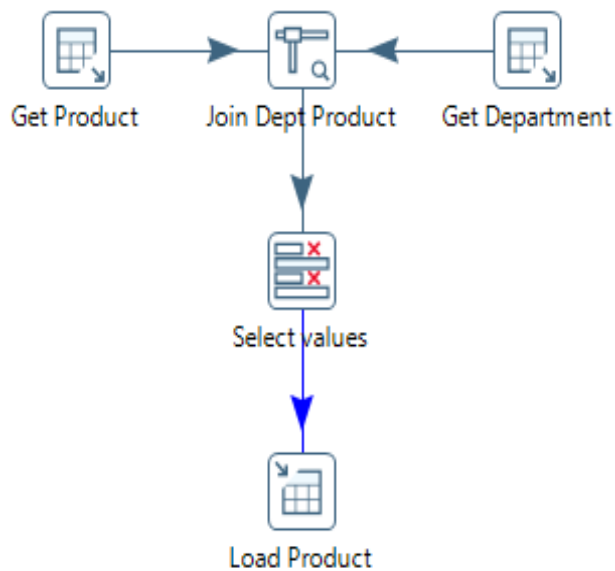 Get Product
Join Dept Product
Get Department
Select values
Load Product